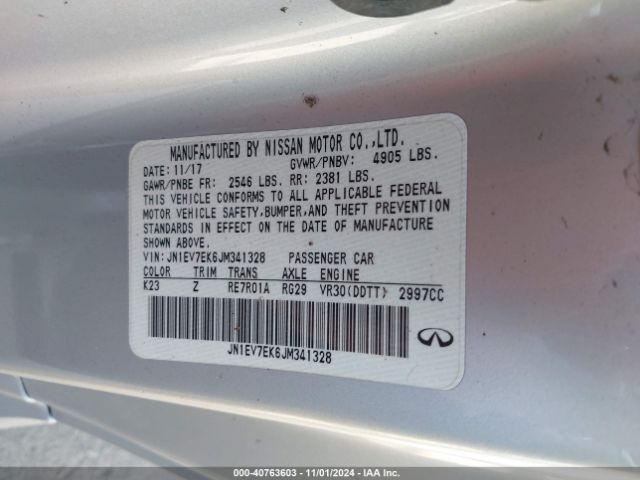 MANUFACTURED BY NISSAN MOTOR CO.,LTD.
DATE: 11/17 GVWR/PNBV: 4905 LBS.
GAWR/PNBE FR: 2546 LBS. RR: 2381 LBS.
THIS VEHICLE CONFORMS TO ALL APPLICABLE FEDERAL
MOTOR VEHICLE SAFETY,BUMPER,AND THEFT PREVENTION
STANDARDS IN EFFECT ON THE DATE OF MANUFACTURE
SHOWN ABOVE.
VIN: JN1EV7EK6JM341328 PASSENGER CAR
COLOR TRIM TRANS AXLE ENGINE
K23 Z RE7R01A RG29 VR30(DDTT) 2997CC
JN1EV7EK6JM341328
INFINITI
000-40763603 - 11/01/2024 - IAA Inc.